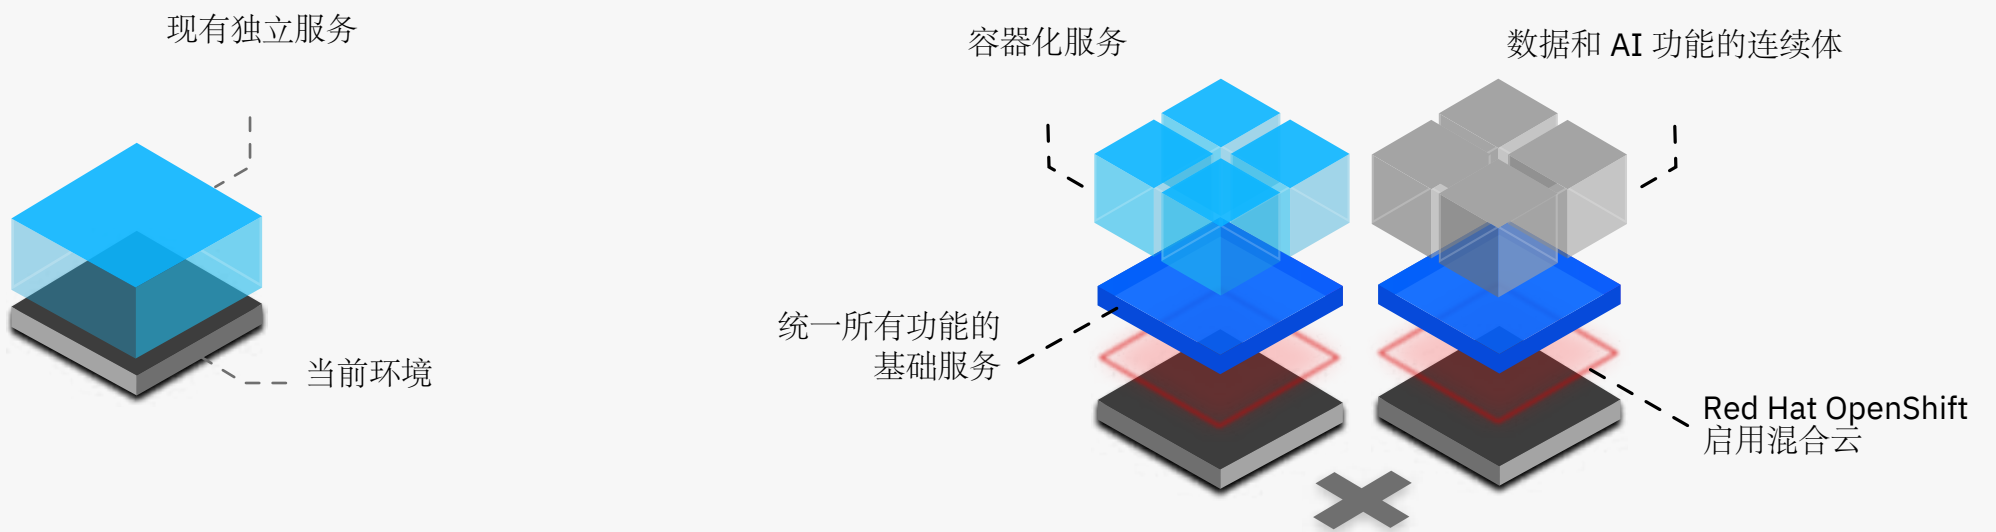 现有独立服务
容器化服务
数据和 AI 功能的连续体
统一所有功能的
基础服务
当前环境
Red Hat OpenShift
启用混合云